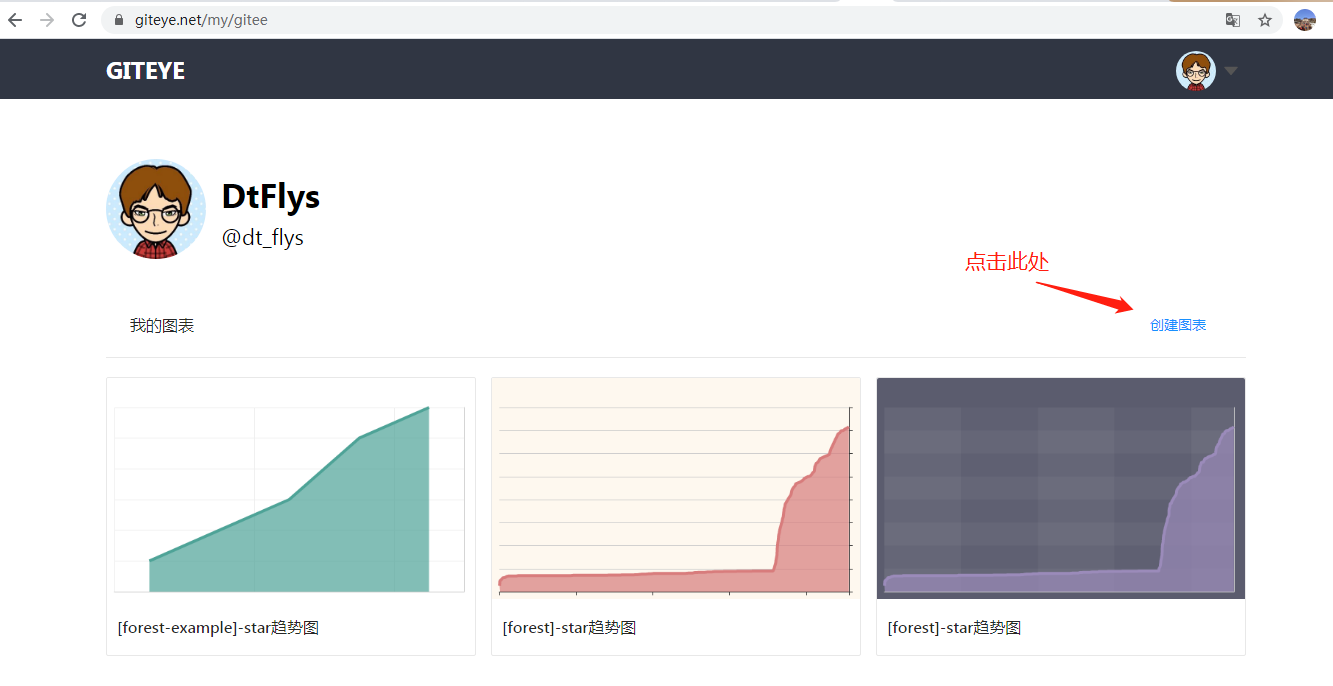 giteye.net/my/gitee
GITEYE
DtFlys
@dt_flys
点击此处
我的图表
创建图表
[forest-example]-star趋势图
[forest]-star趋势图
[forest]-star趋势图